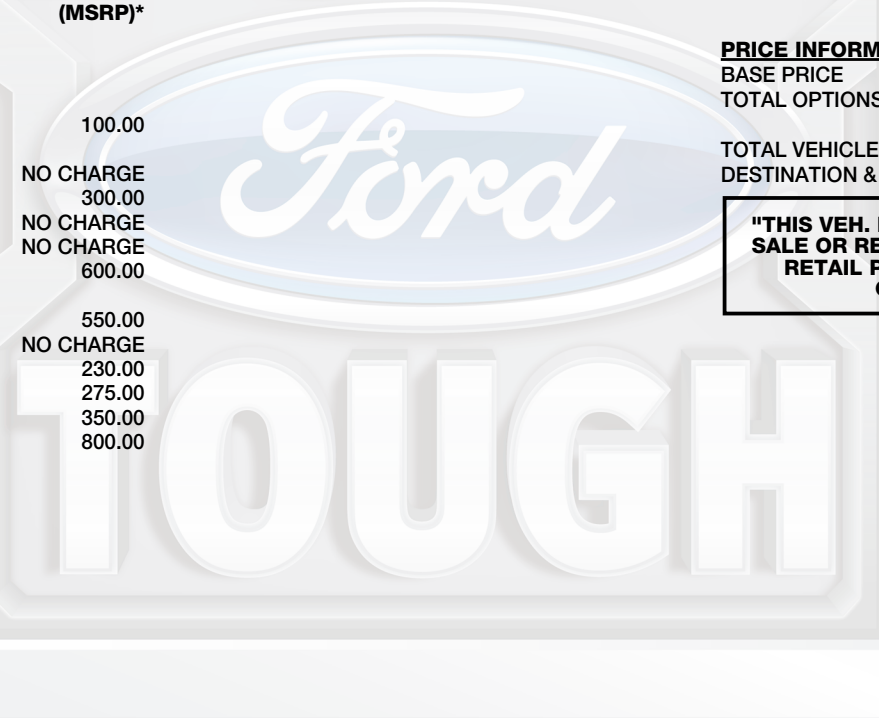 (MSRP)*
100.00
NO CHARGE
300.00
NO CHARGE
NO CHARGE
600.00
550.00
NO CHARGE
230.00
275.00
350.00
800.00
PRICE INFORM
BASE PRICE
TOTAL OPTIONS
TOTAL VEHICLE
DESTINATION &
"THIS VEH.
SALE OR RE
RETAIL P
Ford
TOUGH